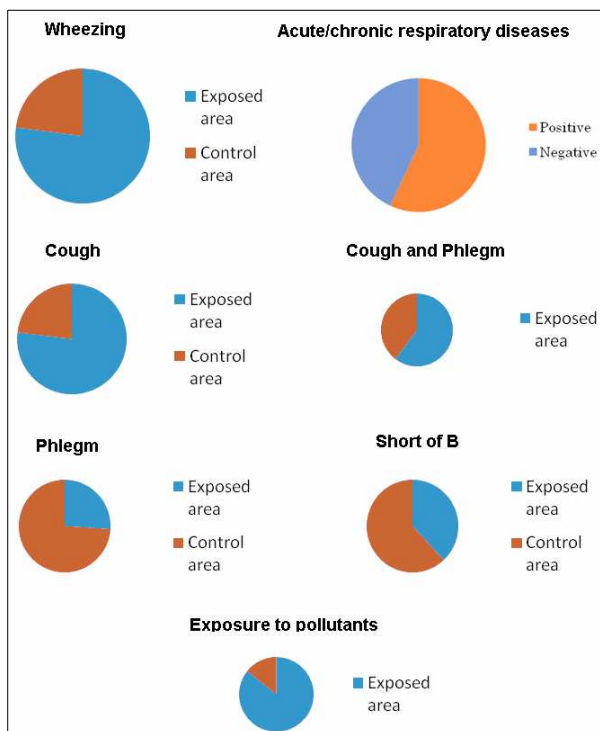 Wheezing
Exposed
area
Control
area
Acute/chronic respiratory diseases
Positive
Negative
Cough
Exposed
area
Control
area
Cough and Phlegm
Exposed
area
Phlegm
Exposed
area
Control
area
Short of B
Exposed
area
Control
area
Exposure to pollutants
Exposed
area